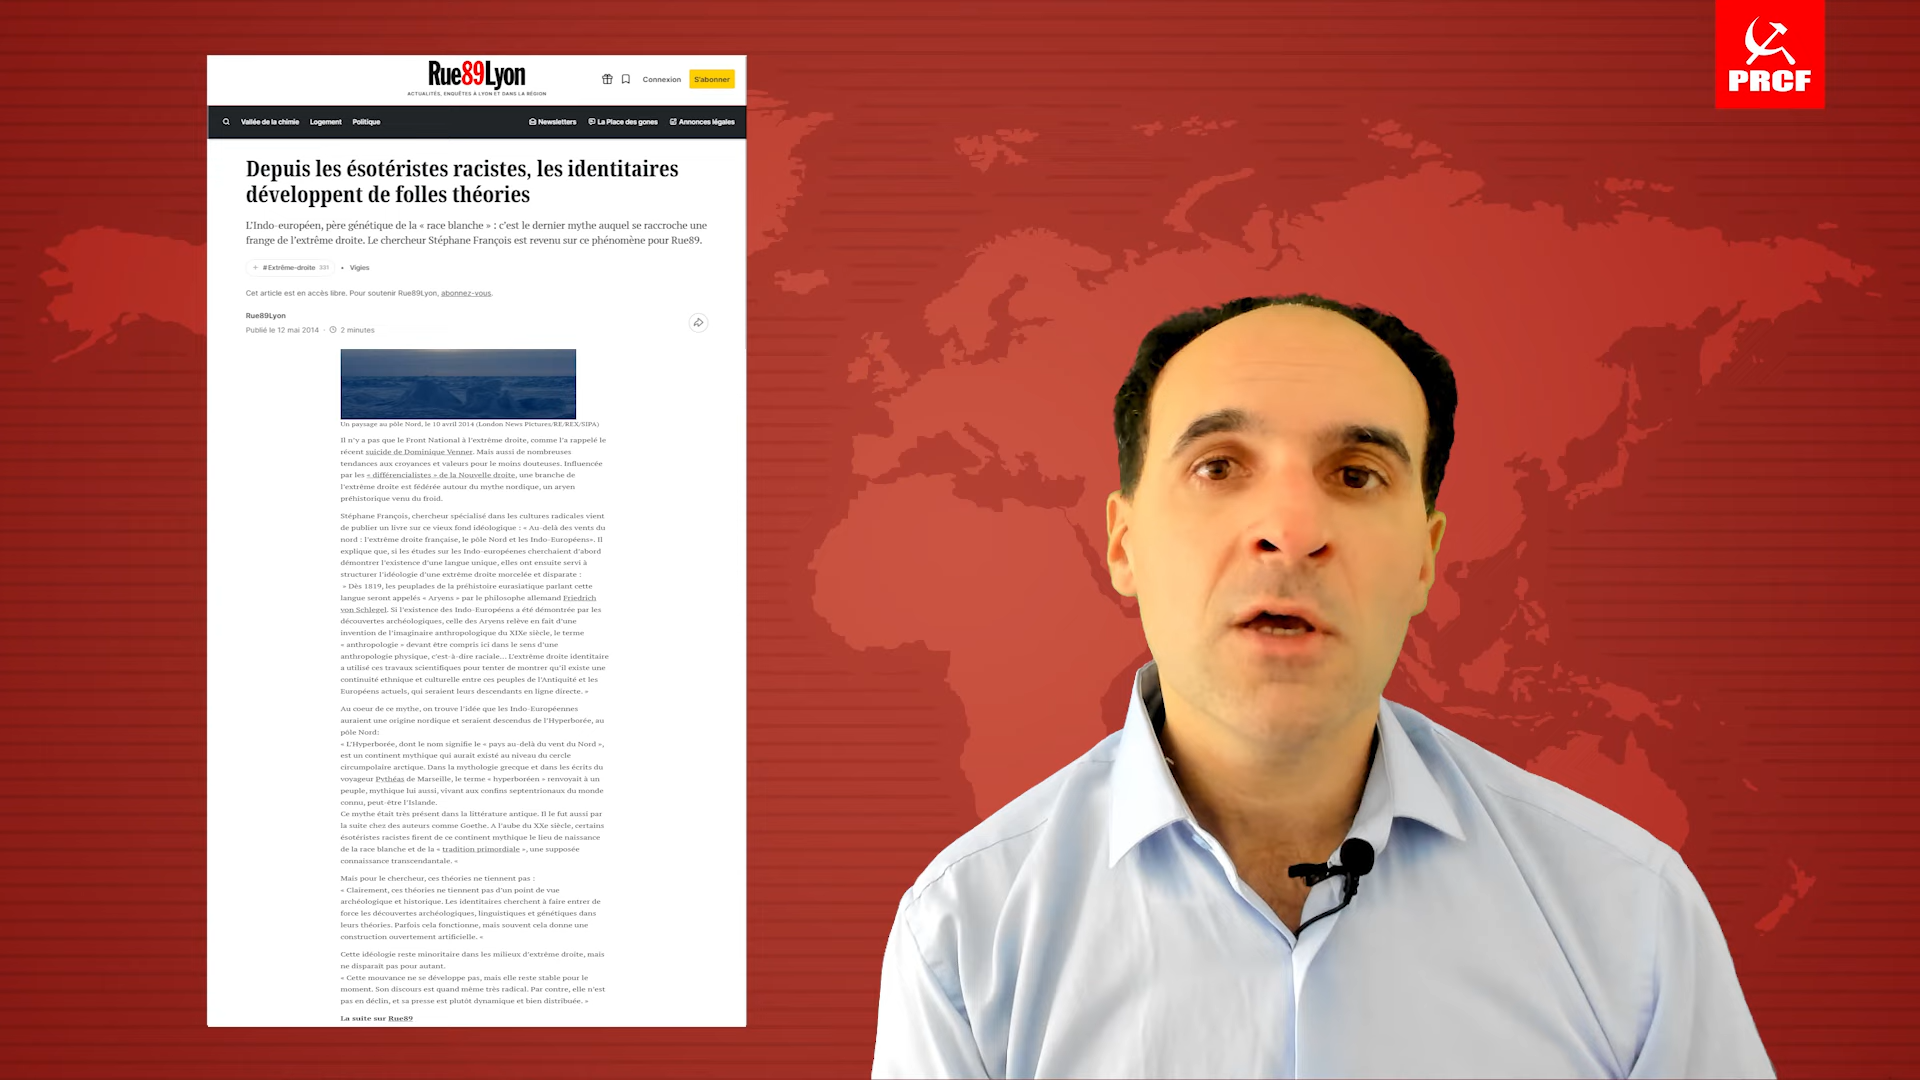 PRCF
Rue89Lyon
ACTUALITÉS, ENQUÊTES À LYON ET DANS LA RÉGION
Connexion
S'abonner
Vallée de la chimie
Logement
Politique
Newsletters
La Place des gones
Annonces légales
Depuis les ésotéristes racistes, les identitaires
développent de folles théories
L'Indo-européen, père génétique de la « race blanche » : c'est le dernier mythe auquel se raccroche une
frange de l'extrême droite. Le chercheur Stéphane François est revenu sur ce phénomène pour Rue89.
+ #Extrême-droite 331 • Vigies
Cet article est en accès libre. Pour soutenir Rue89Lyon, abonnez-vous.
Rue89Lyon
Publié le 12 mai 2014 · 2 minutes
Un paysage au pôle Nord, le 10 avril 2014 (London News Pictures/RE/REX/SIPA)
Il n'y a pas que le Front National à l'extrême droite, comme l'a rappelé le
récent suicide de Dominique Venner. Mais aussi de nombreuses
tendances aux croyances et valeurs pour le moins douteuses. Influencée
par les « différencialistes » de la Nouvelle droite, une branche de
l'extrême droite est fédérée autour du mythe nordique, un aryen
préhistorique venu du froid.
Stéphane François, chercheur spécialisé dans les cultures radicales vient
de publier un livre sur ce vieux fond idéologique : « Au-delà des vents du
nord : l'extrême droite française, le pôle Nord et les Indo-Européens». Il
explique que, si les études sur les Indo-européenes cherchaient d'abord
démontrer l'existence d'une langue unique, elles ont ensuite servi à
structurer l'idéologie d'une extrême droite morcelée et disparate :
« Dès 1819, les peuplades de la préhistoire eurasiatique parlant cette
langue seront appelés « Aryens » par le philosophe allemand Friedrich
von Schlegel. Si l'existence des Indo-Européens a été démontrée par les
découvertes archéologiques, celle des Aryens relève en fait d'une
invention de l'imaginaire anthropologique du XIXe siècle, le terme
« anthropologie » devant être compris ici dans le sens d'une
anthropologie physique, c'est-à-dire raciale... L'extrême droite identitaire
a utilisé ces travaux scientifiques pour tenter de montrer qu'il existe une
continuité ethnique et culturelle entre ces peuples de l'Antiquité et les
Européens actuels, qui seraient leurs descendants en ligne directe. »
Au coeur de ce mythe, on trouve l'idée que les Indo-Européennes
auraient une origine nordique et seraient descendus de l'Hyperborée, au
pôle Nord:
« L'Hyperborée, dont le nom signifie le « pays au-delà du vent du Nord »,
est un continent mythique qui aurait existé au niveau du cercle
circumpolaire arctique. Dans la mythologie grecque et dans les écrits du
voyageur Pythéas de Marseille, le terme « hyperboréen » renvoyait à un
peuple, mythique lui aussi, vivant aux confins septentrionaux du monde
connu, peut-être l'Islande.
Ce mythe était très présent dans la littérature antique. Il le fut aussi par
la suite chez des auteurs comme Goethe. A l'aube du XXe siècle, certains
ésotéristes racistes firent de ce continent mythique le lieu de naissance
de la race blanche et de la « tradition primordiale », une supposée
connaissance transcendantale. «
Mais pour le chercheur, ces théories ne tiennent pas :
« Clairement, ces théories ne tiennent pas d'un point de vue
archéologique et historique. Les identitaires cherchent à faire entrer de
force les découvertes archéologiques, linguistiques et génétiques dans
leurs théories. Parfois cela fonctionne, mais souvent cela donne une
construction ouvertement artificielle. «
Cette idéologie reste minoritaire dans les milieux d'extrême droite, mais
ne disparait pas pour autant.
« Cette mouvance ne se développe pas, mais elle reste stable pour le
moment. Son discours est quand même très radical. Par contre, elle n'est
pas en déclin, et sa presse est plutôt dynamique et bien distribuée. »
La suite sur Rue89